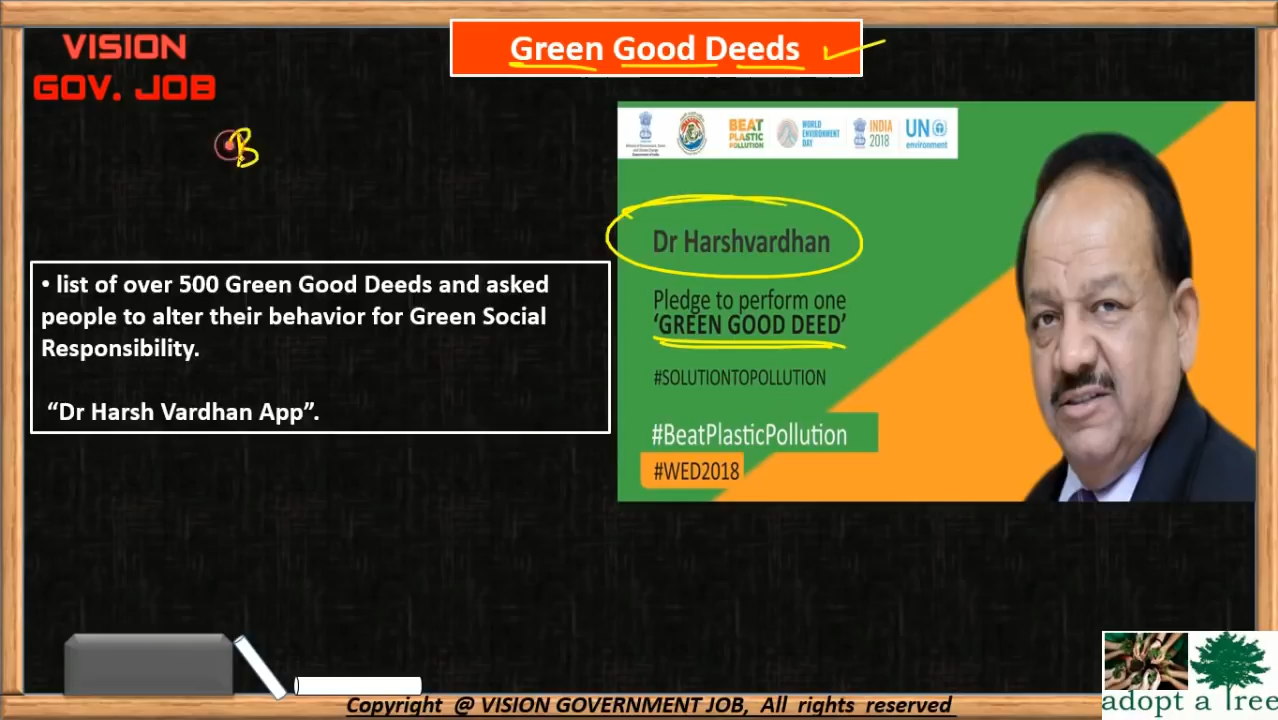 Green Good Deeds
VISION
GOV. JOB
B
BEAT
PLASTIC
POLLUTION
WORLD
ENVIRONMENT
DAY
INDIA
2018
UN
environment
Dr Harshvardhan
Pledge to perform one
‘GREEN GOOD DEED’
#SOLUTIONTOPOLLUTION
#BeatPlasticPollution
#WED2018
• list of over 500 Green Good Deeds and asked
people to alter their behavior for Green Social
Responsibility.
“Dr Harsh Vardhan App”.
adopt a Tree
Copyright @ VISION GOVERNMENT JOB, All rights reserved